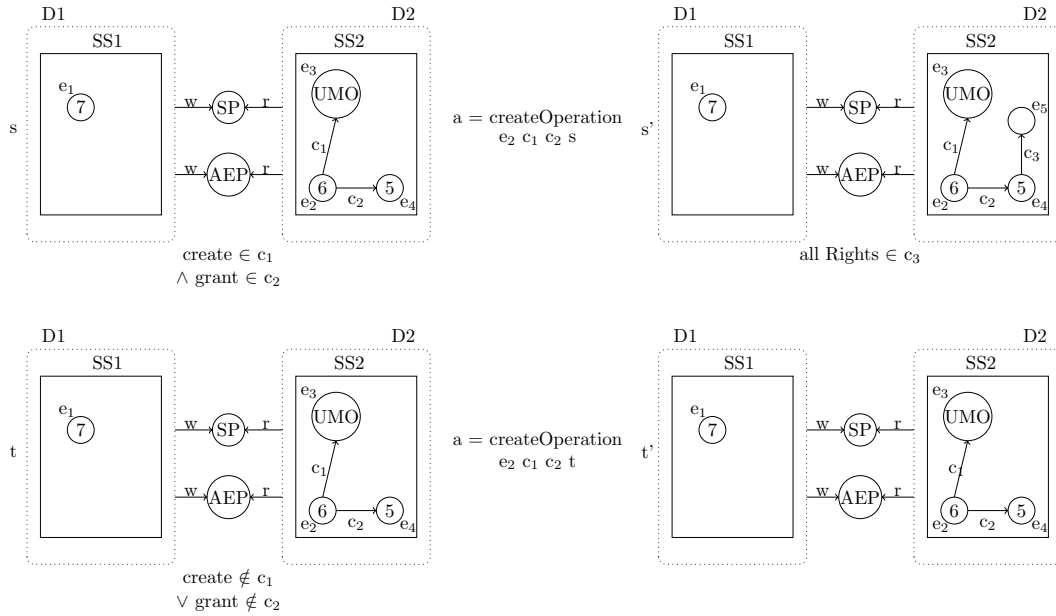 D1
D2
SS1
SS2
e1
7
s
w
SP
r
w
AEP
r
e3
UMO
c1
6
e2
c2
5
e4
create ∈ c1
∧ grant ∈ c2
a = createOperation
e2 c1 c2 s
D1
D2
SS1
SS2
e1
7
s'
w
SP
r
w
AEP
r
e3
UMO
e5
c1
c3
6
e2
c2
5
e4
all Rights ∈ c3
D1
D2
SS1
SS2
e1
7
t
w
SP
r
w
AEP
r
e3
UMO
c1
6
e2
c2
5
e4
create ∉ c1
∨ grant ∉ c2
a = createOperation
e2 c1 c2 t
D1
D2
SS1
SS2
e1
7
t'
w
SP
r
w
AEP
r
e3
UMO
c1
6
e2
c2
5
e4